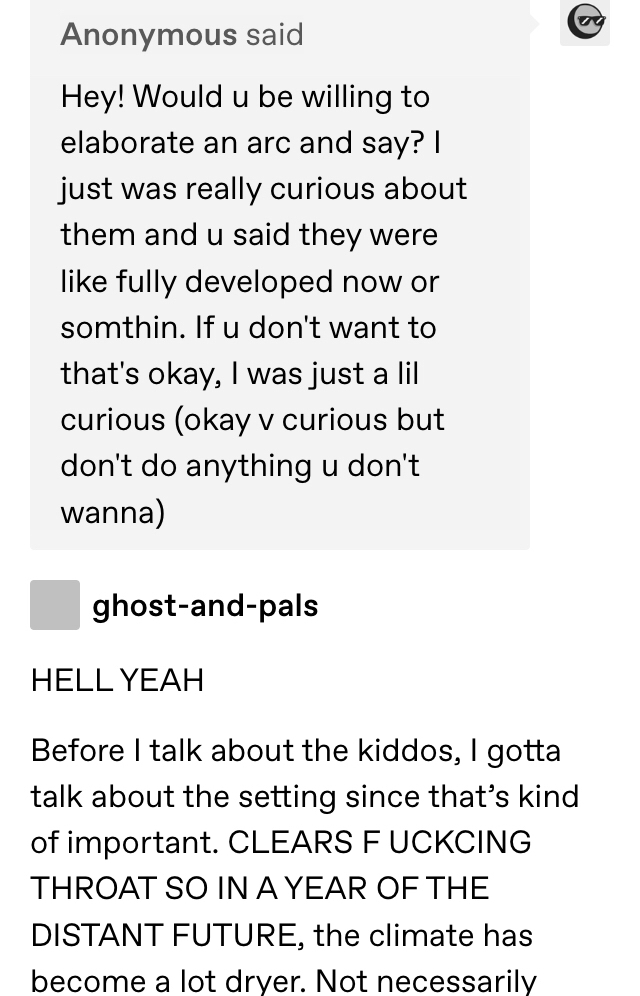 Anonymous said
Hey! Would u be willing to
elaborate an arc and say? I
just was really curious about
them and u said they were
like fully developed now or
somthin. If u don't want to
that's okay, I was just a lil
curious (okay v curious but
don't do anything u don't
wanna)
ghost-and-pals
HELL YEAH
Before I talk about the kiddos, I gotta
talk about the setting since that’s kind
of important. CLEARS F UCKCING
THROAT SO IN A YEAR OF THE
DISTANT FUTURE, the climate has
become a lot dryer. Not necessarily